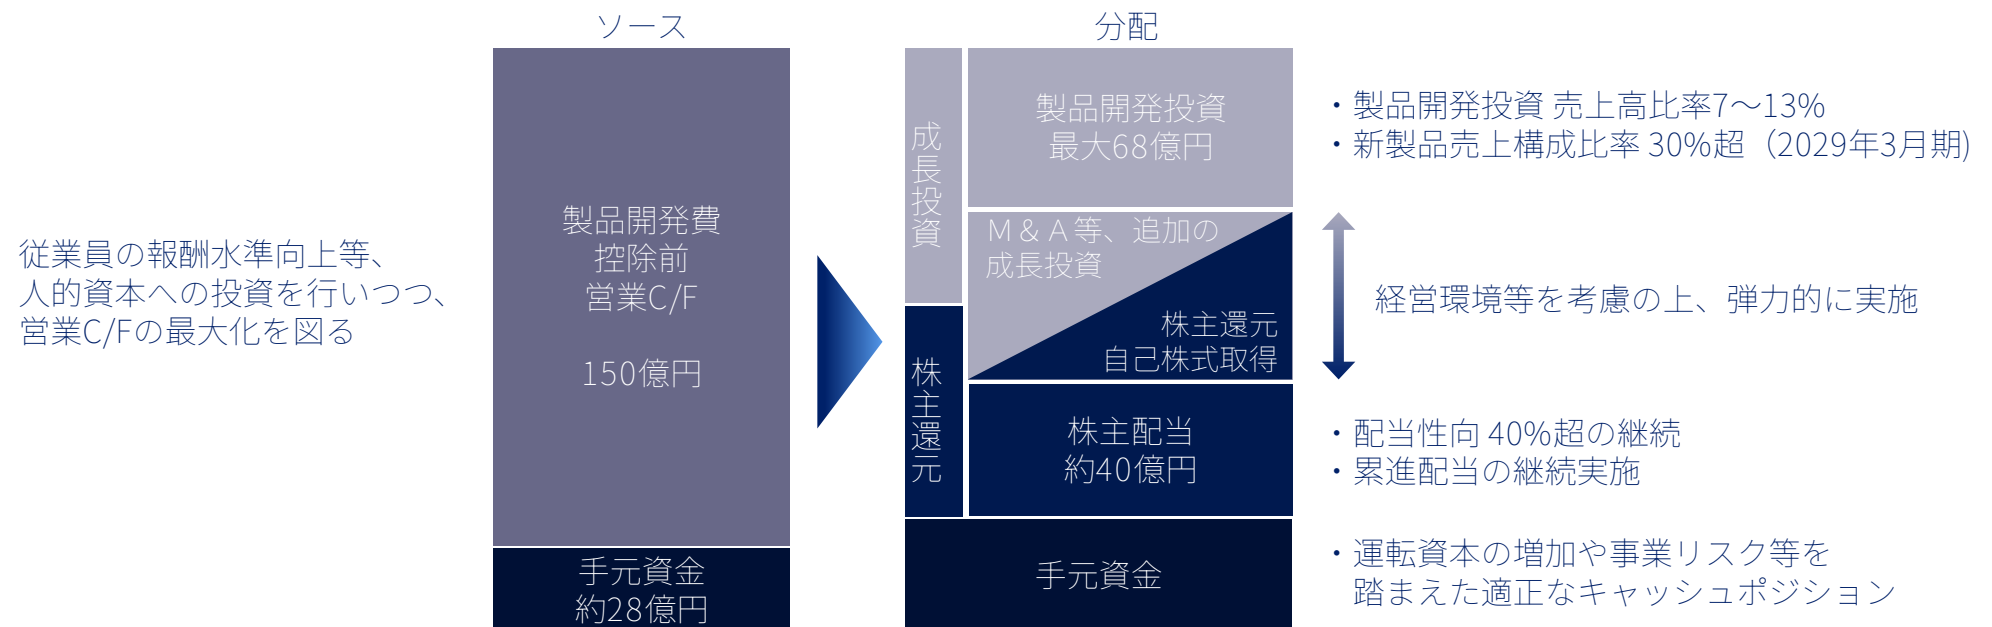 ソース
分配
従業員の報酬水準向上等、
人的資本への投資を行いつつ、
営業C/Fの最大化を図る
製品開発費
控除前
営業C/F
150億円
手元資金
約28億円
成長投資
製品開発投資
最大68億円
・製品開発投資 売上高比率7～13%
・新製品売上構成比率 30%超（2029年3月期)
Ｍ＆Ａ等、追加の
成長投資
株主還元
自己株式取得
経営環境等を考慮の上、弾力的に実施
株主還元
株主配当
約40億円
・配当性向 40%超の継続
・累進配当の継続実施
手元資金
・運転資本の増加や事業リスク等を
踏まえた適正なキャッシュポジション